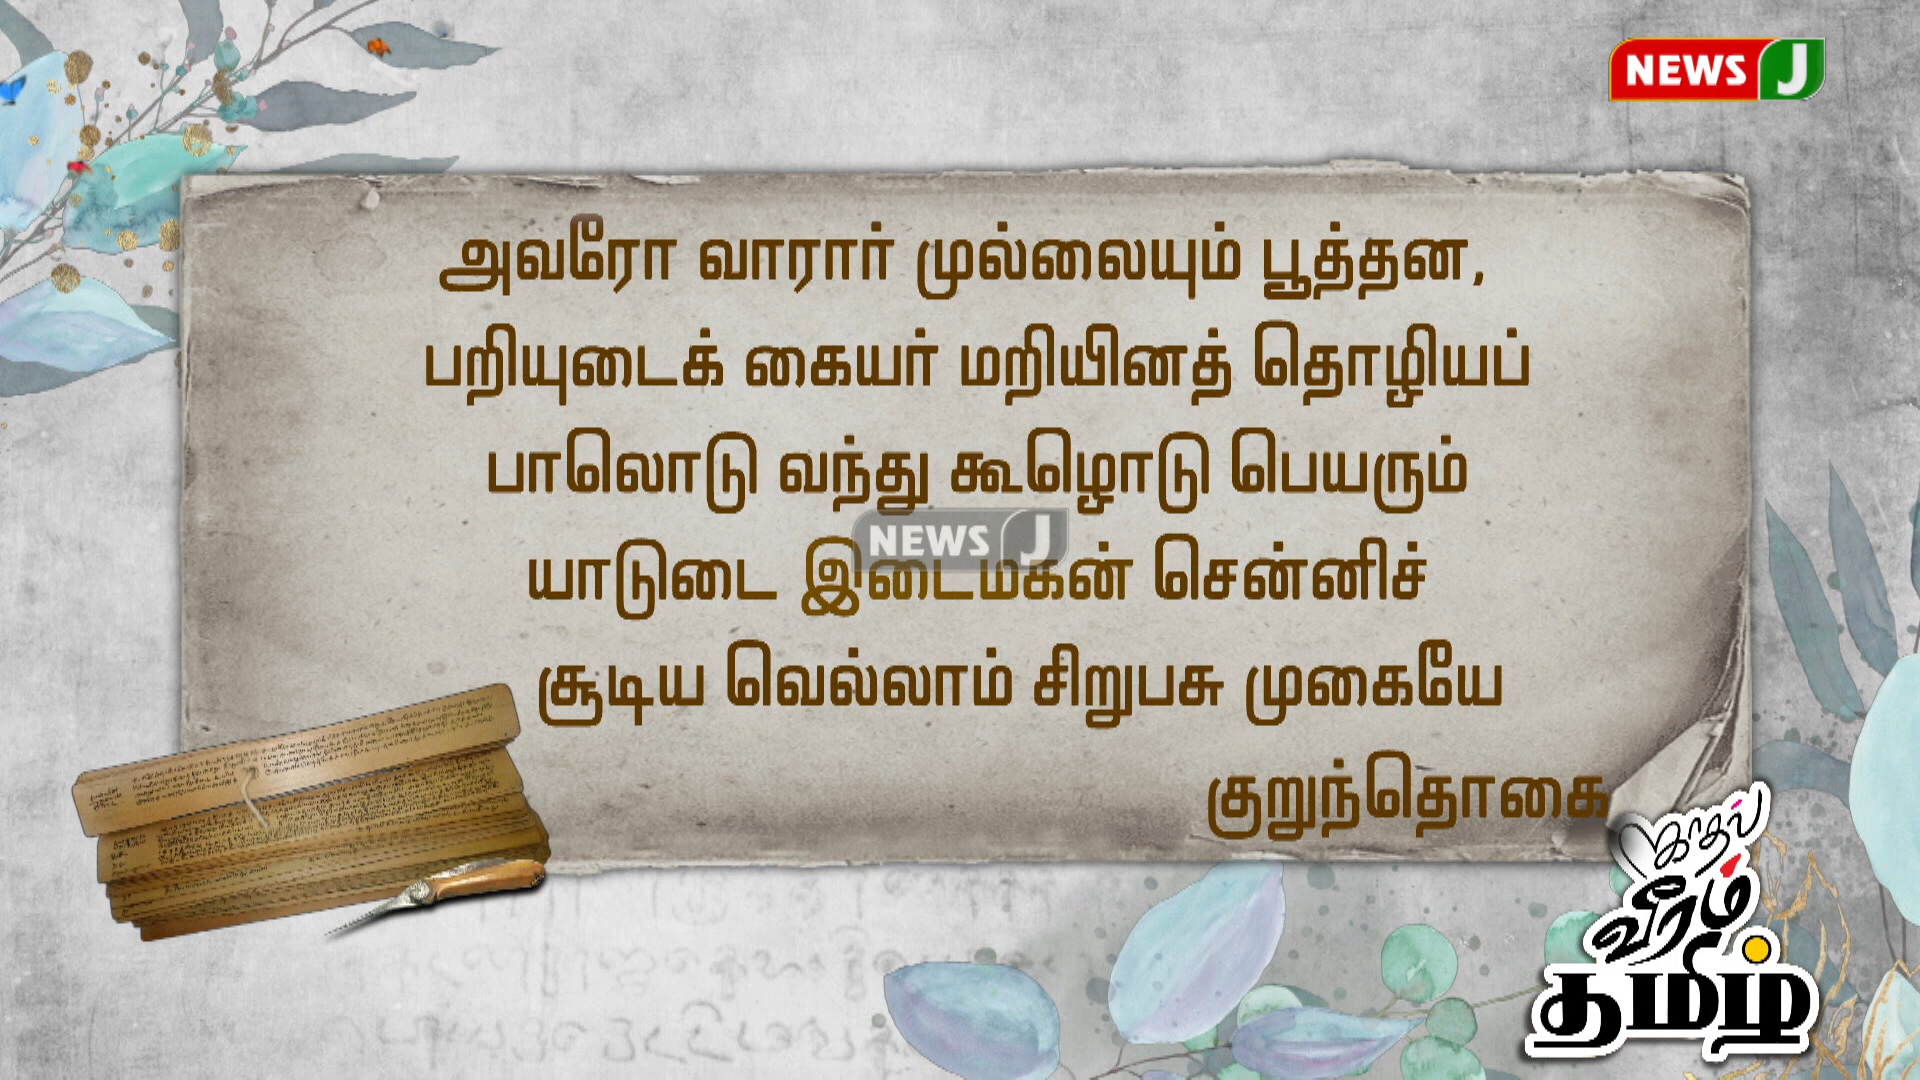 NEWS J
அவரோ வாரார் முல்லையும் பூத்தன,
பறியுடைக் கையர் மறியினத் தொழியப்
பாலொடு வந்து கூழொடு பெயரும்
யாடுடை இடைமகன் சென்னிச்
சூடிய வெல்லாம் சிறுபசு முகையே
குறுந்தொகை
NEWS J
காதல்
வீரம்
தமிழ்